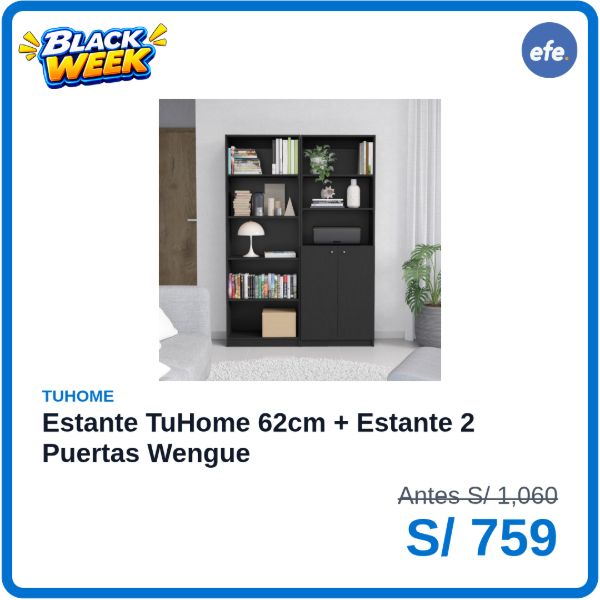 BLACK
WEEK
efe.
TUHOME
Estante TuHome 62cm + Estante 2
Puertas Wengue
Antes S/ 1,060
S/ 759